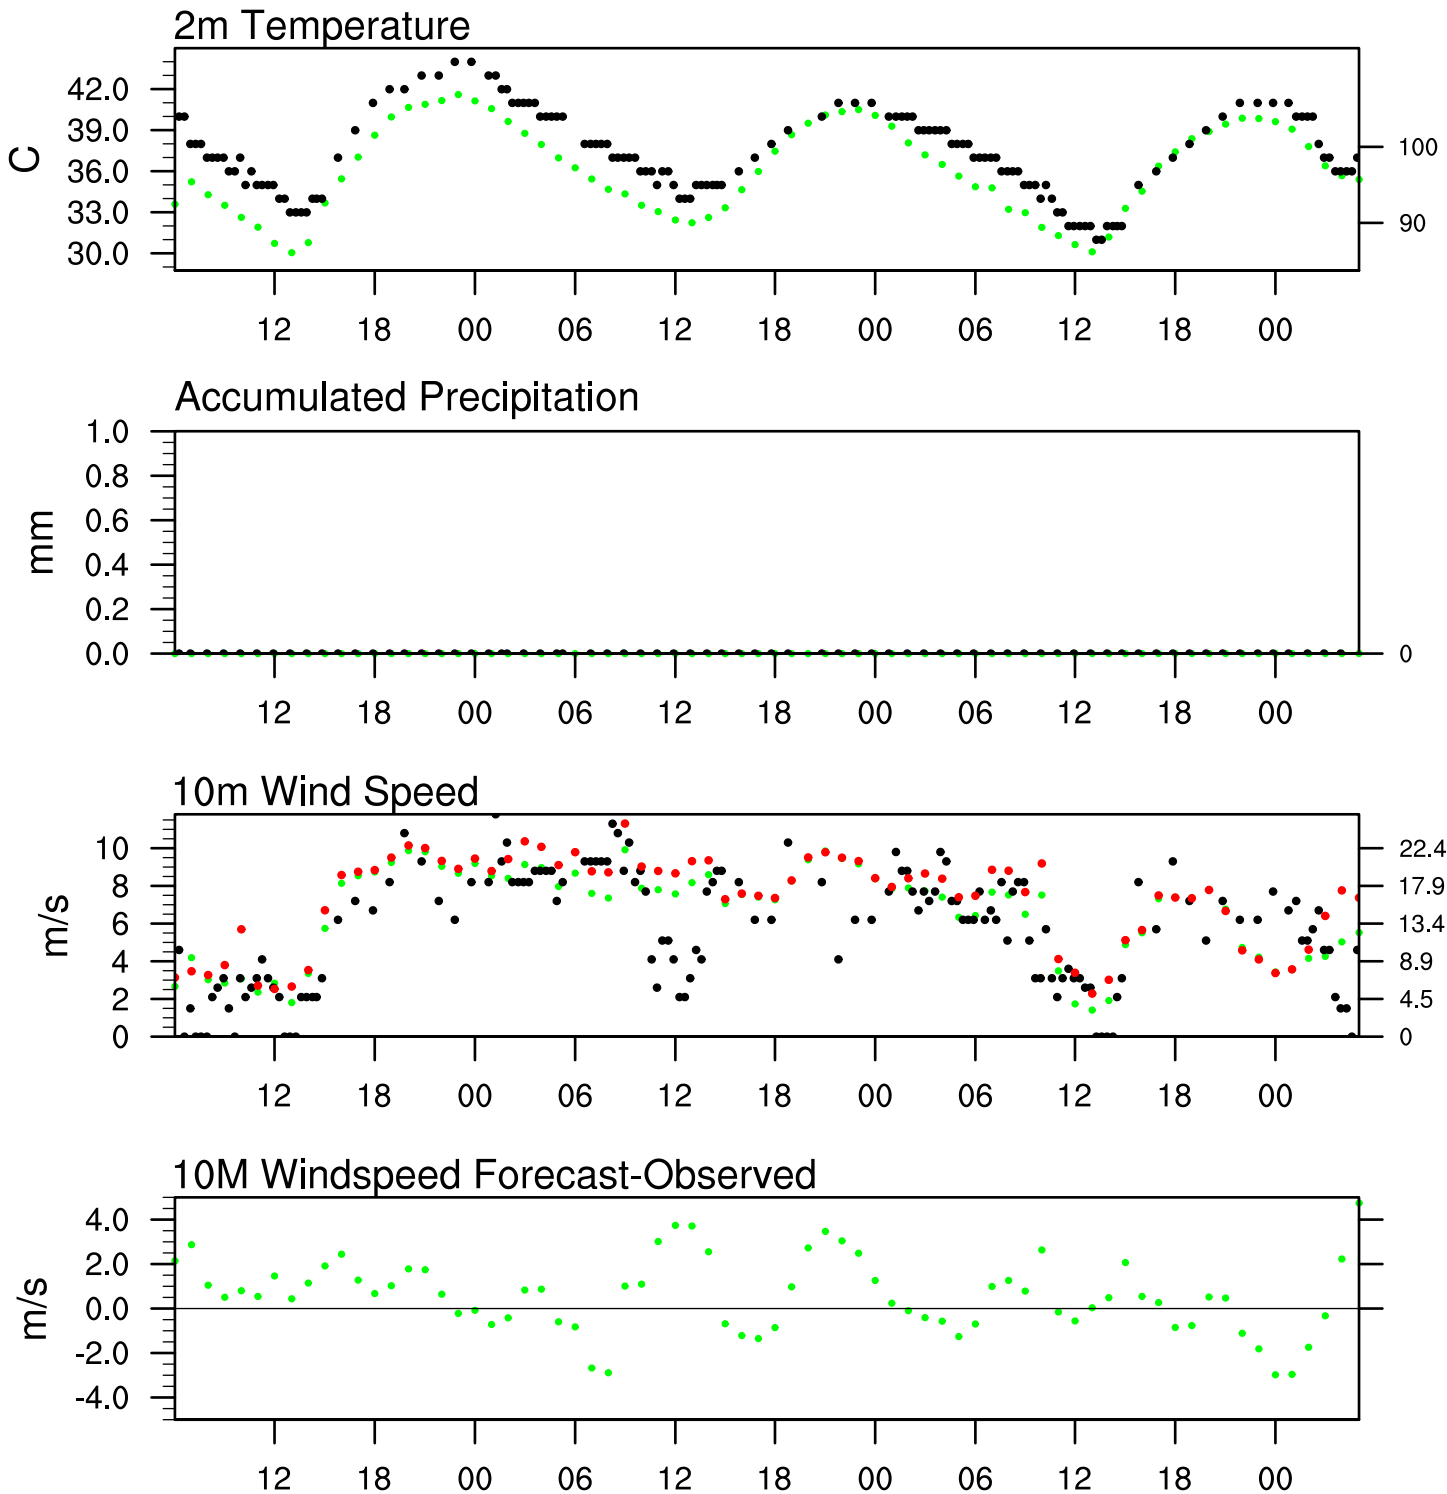 2m Temperature
C
42.0
39.0
36.0
33.0
30.0
100
90
12 18 00 06 12 18 00 06 12 18 00
Accumulated Precipitation
mm
1.0
0.8
0.6
0.4
0.2
0.0
0
12 18 00 06 12 18 00 06 12 18 00
10m Wind Speed
m/s
10
8
6
4
2
0
22.4
17.9
13.4
8.9
4.5
0
12 18 00 06 12 18 00 06 12 18 00
10M Windspeed Forecast-Observed
m/s
4.0
2.0
0.0
-2.0
-4.0
12 18 00 06 12 18 00 06 12 18 00